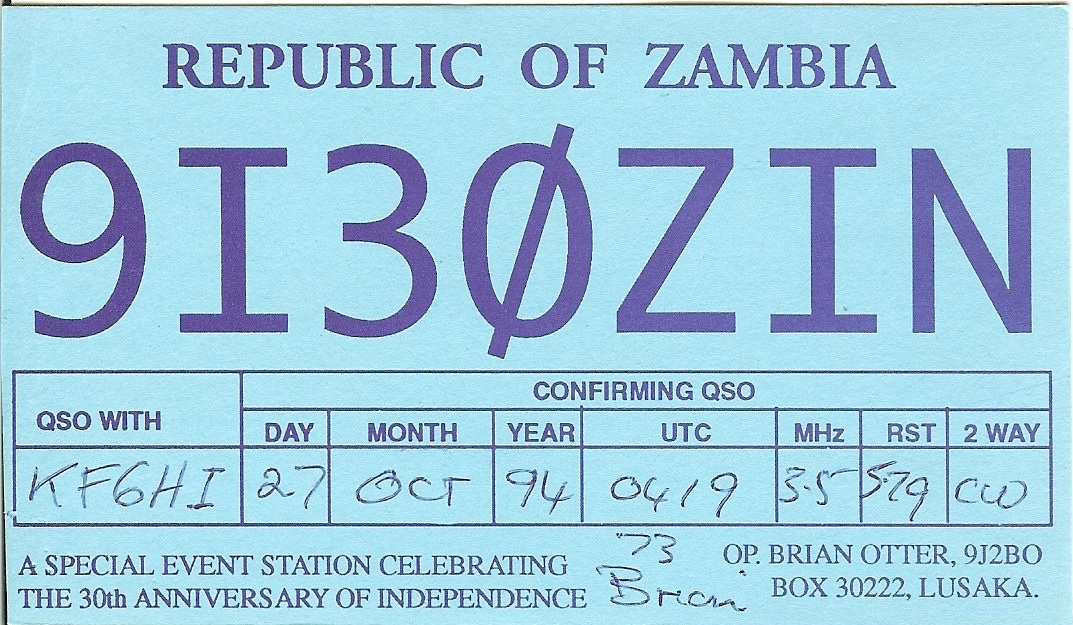 REPUBLIC OF ZAMBIA
9I3ØZIN
CONFIRMING QSO
QSO WITH DAY MONTH YEAR UTC MHz RST 2 WAY
KF6HI 27 OCT 94 0419 3.5 579 CW
A SPECIAL EVENT STATION CELEBRATING
THE 30th ANNIVERSARY OF INDEPENDENCE
73
Brian
OP. BRIAN OTTER, 9J2BO
BOX 30222, LUSAKA.